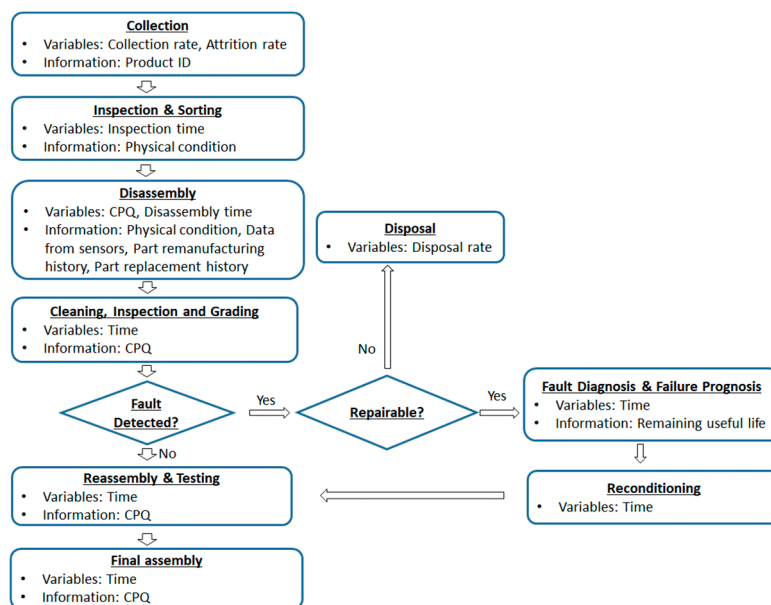 Collection
• Variables: Collection rate, Attrition rate
• Information: Product ID
Inspection & Sorting
• Variables: Inspection time
• Information: Physical condition
Disassembly
• Variables: CPQ, Disassembly time
• Information: Physical condition, Data
from sensors, Part remanufacturing
history, Part replacement history
Disposal
• Variables: Disposal rate
Cleaning, Inspection and Grading
• Variables: Time
• Information: CPQ
No
Fault
Detected?
Yes
Repairable?
Yes
Fault Diagnosis & Failure Prognosis
• Variables: Time
• Information: Remaining useful life
No
Reassembly & Testing
• Variables: Time
• Information: CPQ
Reconditioning
• Variables: Time
Final assembly
• Variables: Time
• Information: CPQ